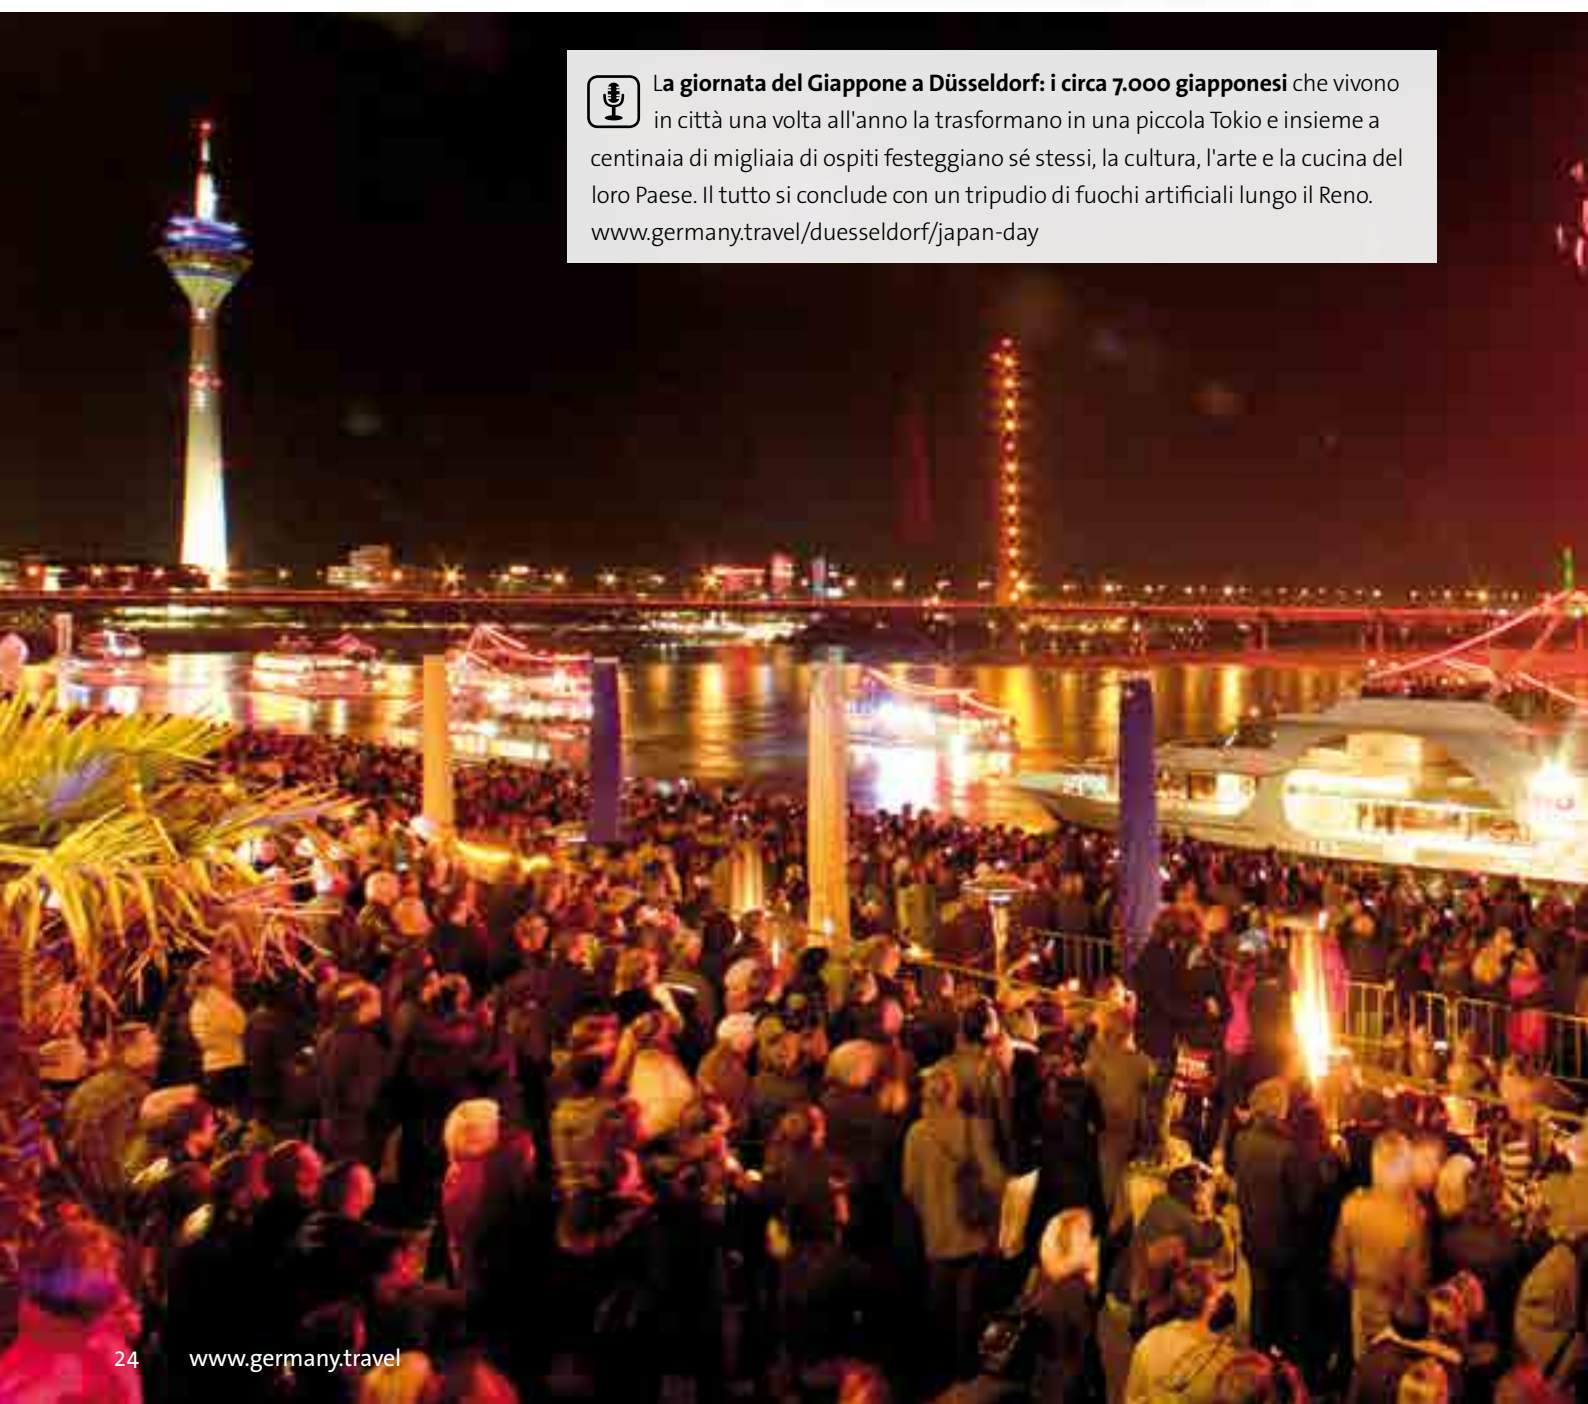 La giornata del Giappone a Düsseldorf: i circa 7.000 giapponesi che vivono
in città una volta all'anno la trasformano in una piccola Tokio e insieme a
centinaia di migliaia di ospiti festeggiano sé stessi, la cultura, l'arte e la cucina del
loro Paese. Il tutto si conclude con un tripudio di fuochi artificiali lungo il Reno.
www.germany.travel/duesseldorf/japan-day
24 www.germany.travel